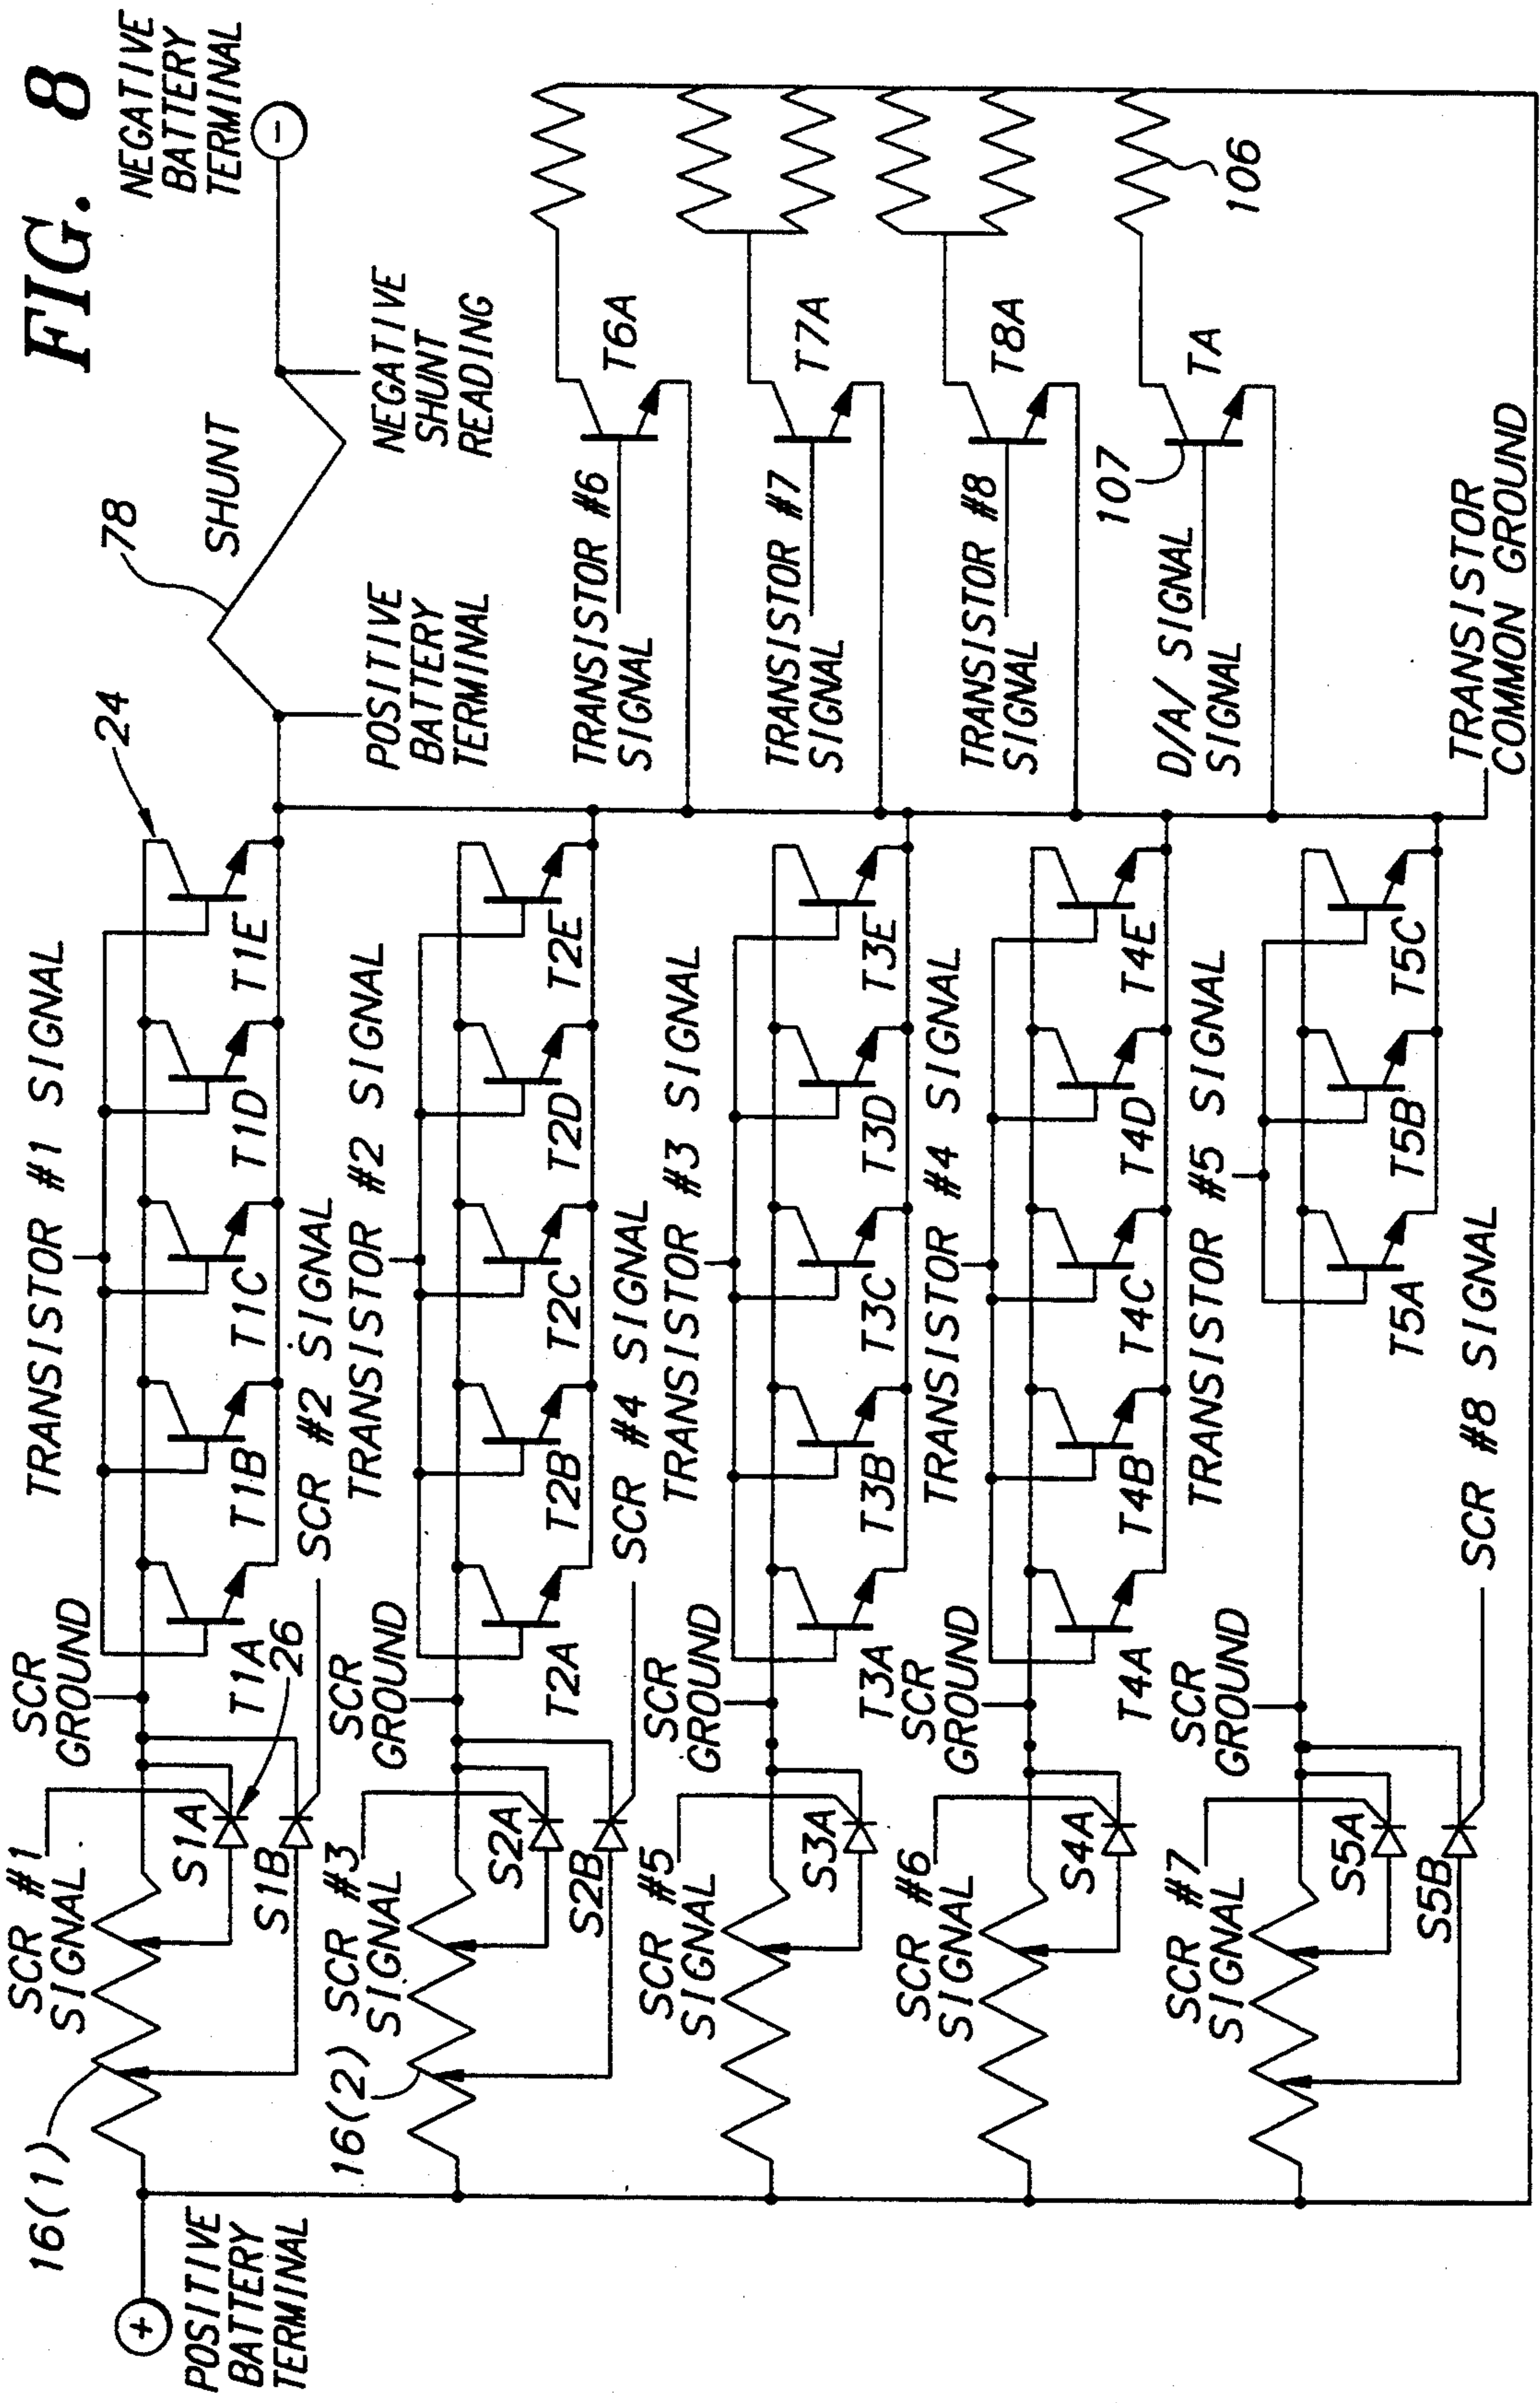 FIG. 8
NEGATIVE
BATTERY
TERMINAL
-
78
SHUNT
NEGATIVE
SHUNT
READING
POSITIVE
BATTERY
TERMINAL
24
TRANSISTOR #1 SIGNAL
T1A
T1B
T1C
T1D
T1E
SCR
GROUND
SCR #1
SIGNAL
S1A
26
S1B
SCR #2 SIGNAL
16(1)
+
POSITIVE
BATTERY
TERMINAL
TRANSISTOR #2 SIGNAL
T2A
T2B
T2C
T2D
T2E
SCR
GROUND
SCR #3
SIGNAL
S2A
S2B
SCR #4 SIGNAL
16(2)
TRANSISTOR #3 SIGNAL
T3A
T3B
T3C
T3D
T3E
SCR
GROUND
SCR #5
SIGNAL
S3A
TRANSISTOR #4 SIGNAL
T4A
T4B
T4C
T4D
T4E
SCR
GROUND
SCR #6
SIGNAL
S4A
TRANSISTOR #5 SIGNAL
T5A
T5B
T5C
SCR
GROUND
SCR #7
SIGNAL
S5A
S5B
SCR #8 SIGNAL
TRANSISTOR #6
SIGNAL
T6A
TRANSISTOR #7
SIGNAL
T7A
TRANSISTOR #8
SIGNAL
T8A
D/A/ SIGNAL
SIGNAL
107
TA
106
TRANSISTOR
COMMON GROUND